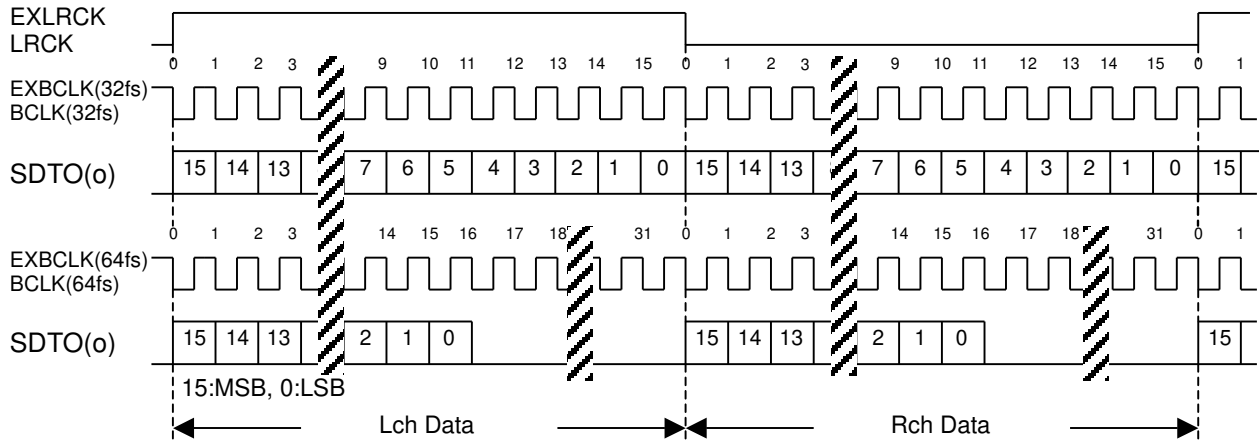 EXLRCK
LRCK
0 1 2 3 9 10 11 12 13 14 15 0 1 2 3 9 10 11 12 13 14 15 0 1
EXBCLK(32fs)
BCLK(32fs)
SDTO(o) 15 14 13 7 6 5 4 3 2 1 0 15 14 13 7 6 5 4 3 2 1 0 15
0 1 2 3 14 15 16 17 18 31 0 1 2 3 14 15 16 17 18 31 0 1
EXBCLK(64fs)
BCLK(64fs)
SDTO(o) 15 14 13 2 1 0 15 14 13 2 1 0 15
15:MSB, 0:LSB
Lch Data Rch Data